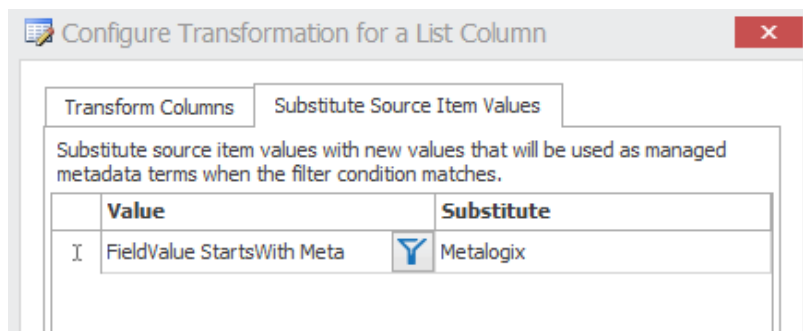 Configure Transformation for a List Column
Transform Columns
Substitute Source Item Values
Substitute source item values with new values that will be used as managed
metadata terms when the filter condition matches.
Value Substitute
FieldValue StartsWith Meta Metalogix